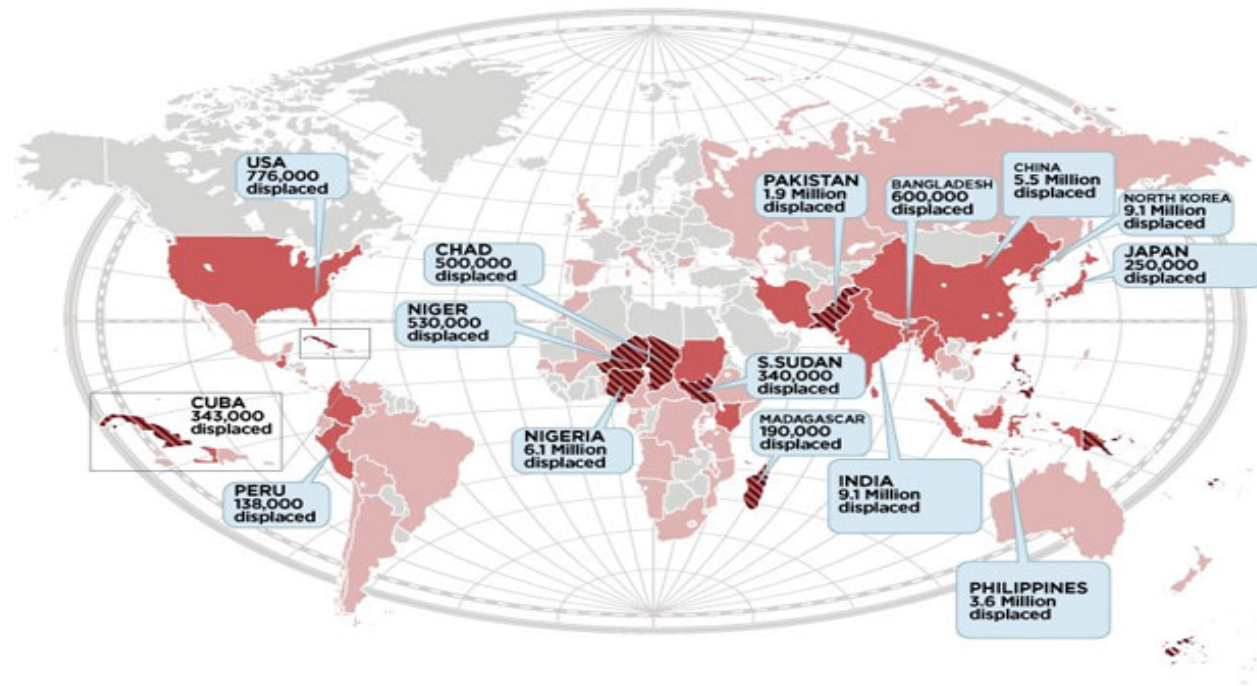 USA
776,000
displaced
CHAD
500,000
displaced
NIGER
530,000
displaced
PAKISTAN
1.9 Million
displaced
BANGLADESH
600,000
displaced
CHINA
5.5 Million
displaced
NORTH KOREA
9.1 Million
displaced
JAPAN
250,000
displaced
CUBA
343,000
displaced
PERU
138,000
displaced
NIGERIA
6.1 Million
displaced
S.SUDAN
340,000
displaced
MADAGASCAR
190,000
displaced
INDIA
9.1 Million
displaced
PHILIPPINES
3.6 Million
displaced